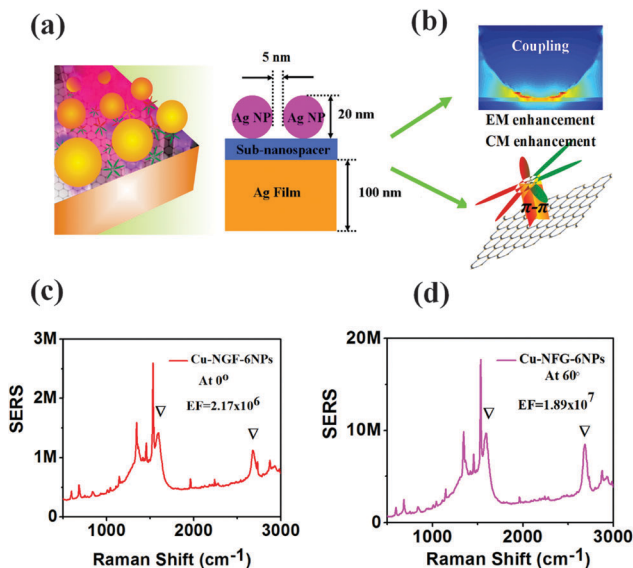 (a)
5 nm
Ag NP
Ag NP
20 nm
Sub-nanospacer
Ag Film
100 nm
(b)
Coupling
EM enhancement
CM enhancement
π-π
(c)
SERS
3M
2M
1M
0
Cu-NGF-6NPs
At 0°
EF=2.17x10⁶
1000
2000
3000
Raman Shift (cm⁻¹)
(d)
SERS
20M
10M
0
Cu-NFG-6NPs
At 60°
EF=1.89x10⁷
1000
2000
3000
Raman Shift (cm⁻¹)